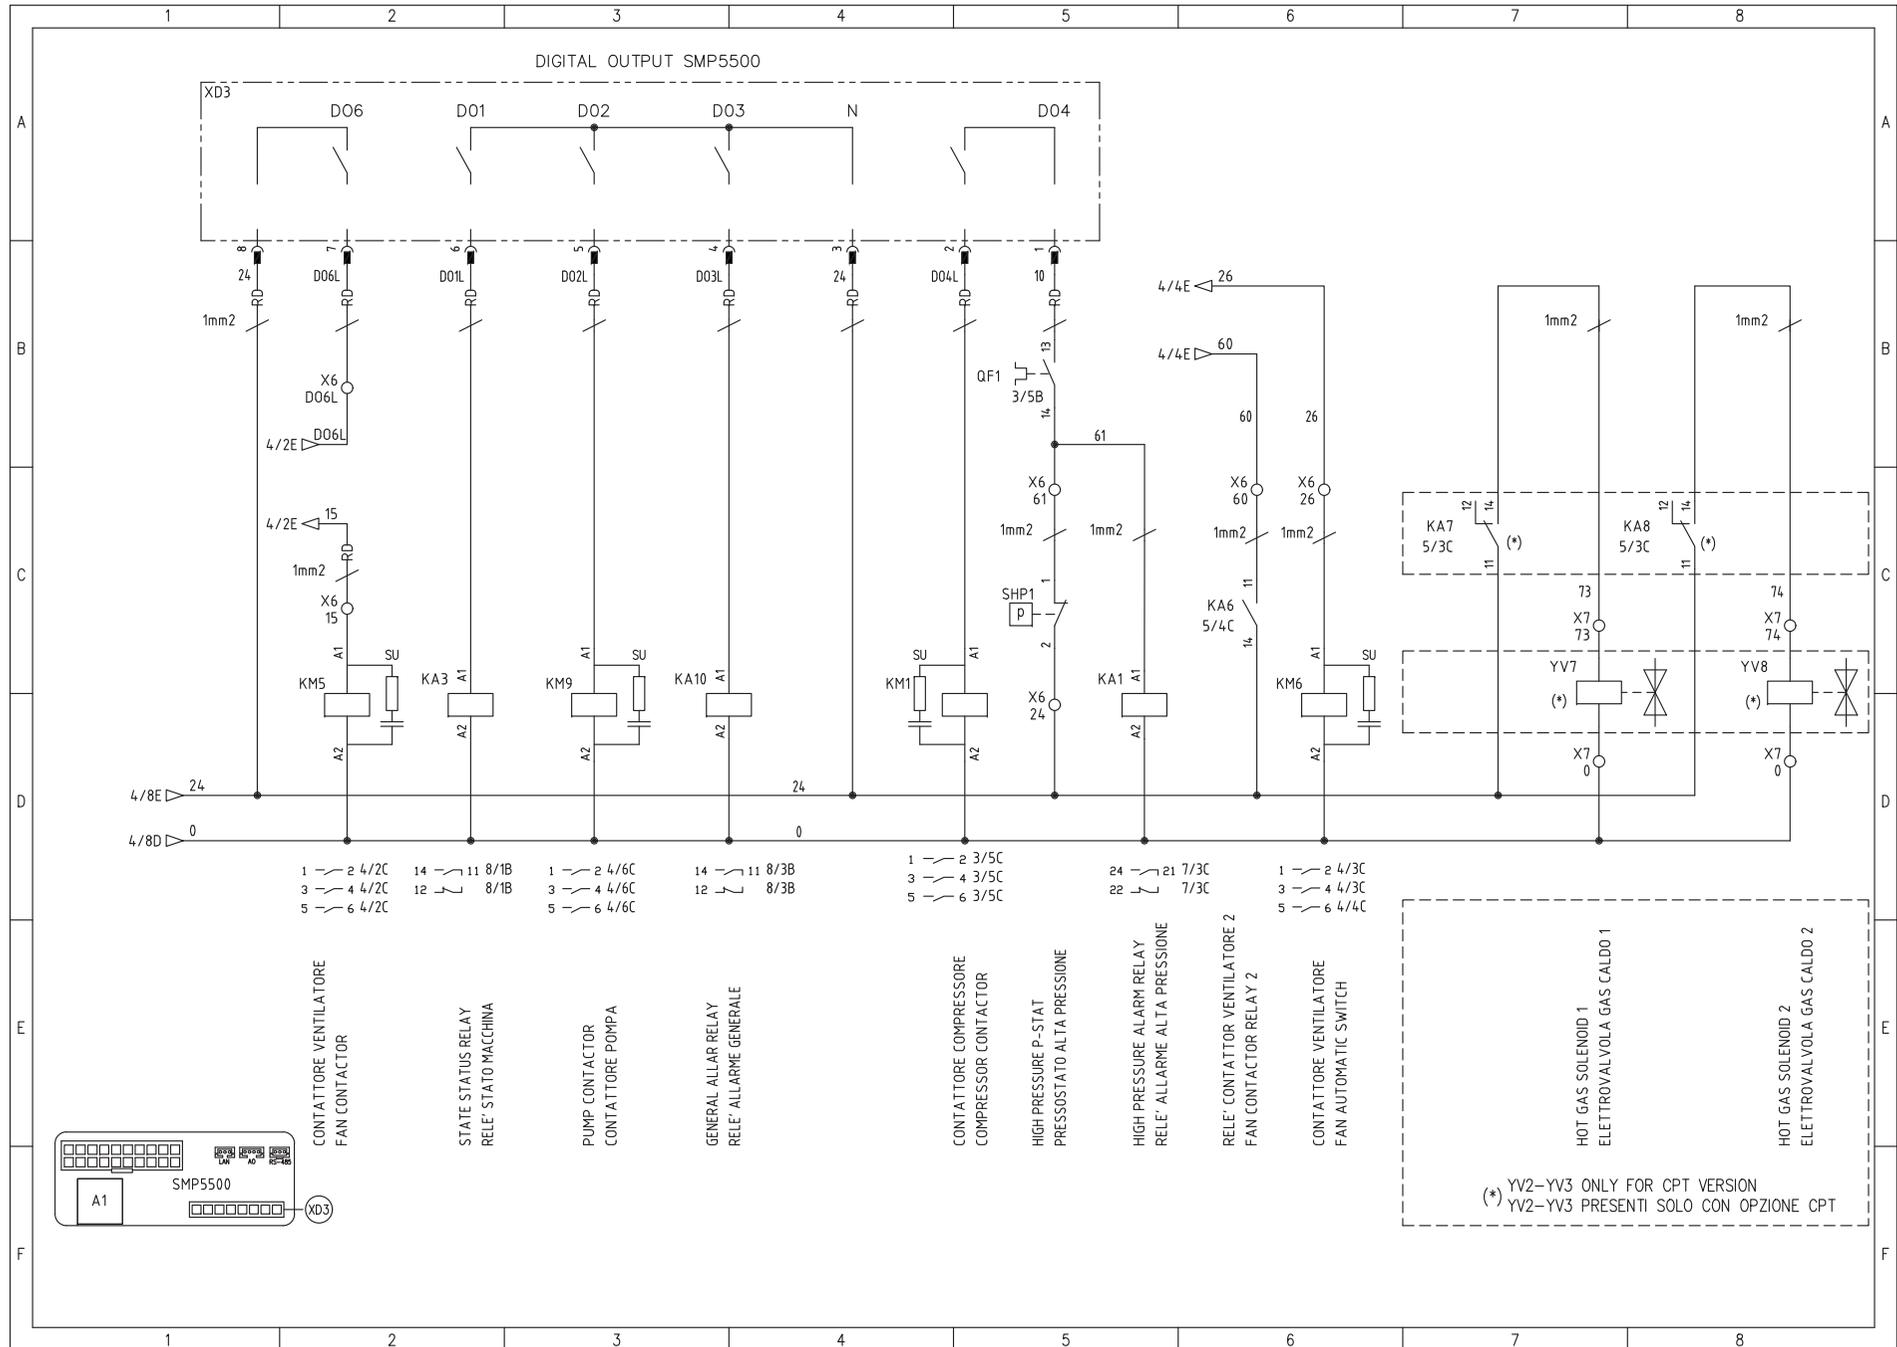 1 2 3 4 5 6 7 8
DIGITAL OUTPUT SMP5500
XD3
DO6 DO1 DO2 DO3 N DO4
A A
8 7 6 5 4 3 2 1
24 DO6L DO1L DO2L DO3L 24 DO4L 10
RD RD RD RD RD RD RD RD
1mm2
4/4E 26
1mm2 1mm2
B B
4/4E 60
13
QF1
3/5B
14
X6
DO6L
4/2E DO6L
60 26
61
X6
61
X6
60
X6
26
4/2E 15
RD
1mm2
X6
15
1mm2 1mm2 1mm2 1mm2
12 14
KA7
5/3C
(*)
11
12 14
KA8
5/3C
(*)
11
C C
1
SHP1
P
2
11
KA6
5/4C
14
73 74
X7
73
X7
74
A1 SU
KM5
A2
A1
KA3
A2
A1 SU
KM9
A2
A1
KA10
A2
SU A1
KM1
A2
X6
24
A1
KA1
A2
A1 SU
KM6
A2
YV7
(*)
YV8
(*)
X7
0
X7
0
4/8E 24 24
D D
4/8D 0 0
1 2 4/2C
3 4 4/2C
5 6 4/2C
14 11 8/1B
12 8/1B
1 2 4/6C
3 4 4/6C
5 6 4/6C
14 11 8/3B
12 8/3B
1 2 3/5C
3 4 3/5C
5 6 3/5C
24 21 7/3C
22 7/3C
1 2 4/3C
3 4 4/3C
5 6 4/4C
E E
CONTATTORE VENTILATORE
FAN CONTACTOR
STATE STATUS RELAY
RELE' STATO MACCHINA
PUMP CONTACTOR
CONTATTORE POMPA
GENERAL ALLAR RELAY
RELE' ALLARME GENERALE
CONTATTORE COMPRESSORE
COMPRESSOR CONTACTOR
HIGH PRESSURE P-STAT
PRESSOSTATO ALTA PRESSIONE
HIGH PRESSURE ALARM RELAY
RELE' ALLARME ALTA PRESSIONE
RELE' CONTATTOR VENTILATORE 2
FAN CONTACTOR RELAY 2
CONTATTORE VENTILATORE
FAN AUTOMATIC SWITCH
HOT GAS SOLENOID 1
ELETTROVALVOLA GAS CALDO 1
HOT GAS SOLENOID 2
ELETTROVALVOLA GAS CALDO 2
LAN AO RS-485
SMP5500
A1
XD3
(*) YV2-YV3 ONLY FOR CPT VERSION
YV2-YV3 PRESENTI SOLO CON OPZIONE CPT
F F
1 2 3 4 5 6 7 8